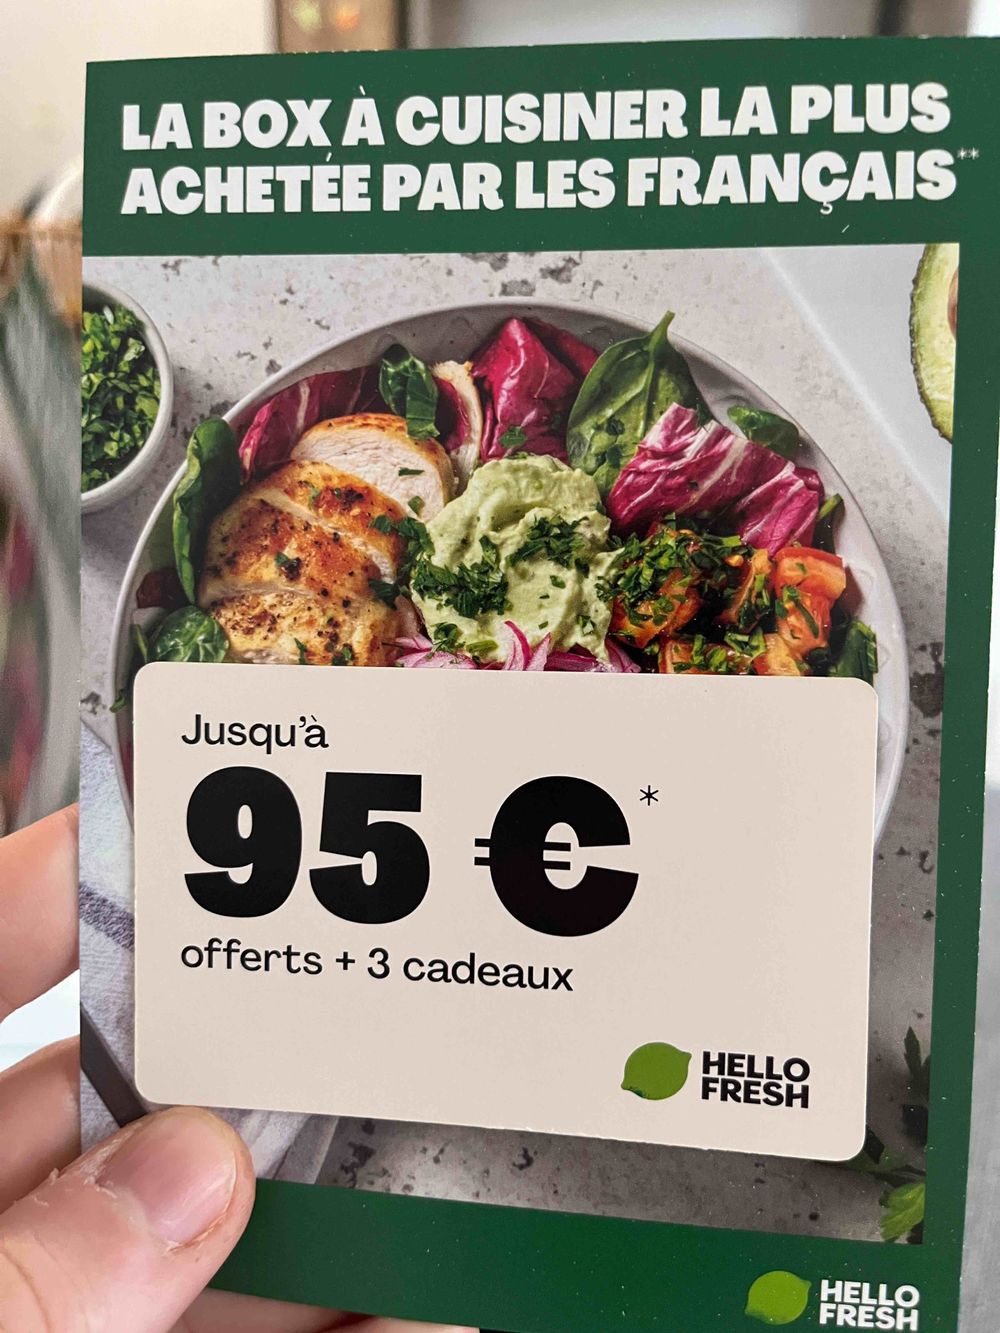 LA BOX À CUISINER LA PLUS
ACHETÉE PAR LES FRANÇAIS**
Jusqu'à
95 €*
offerts + 3 cadeaux
HELLO
FRESH
HELLO
FRESH